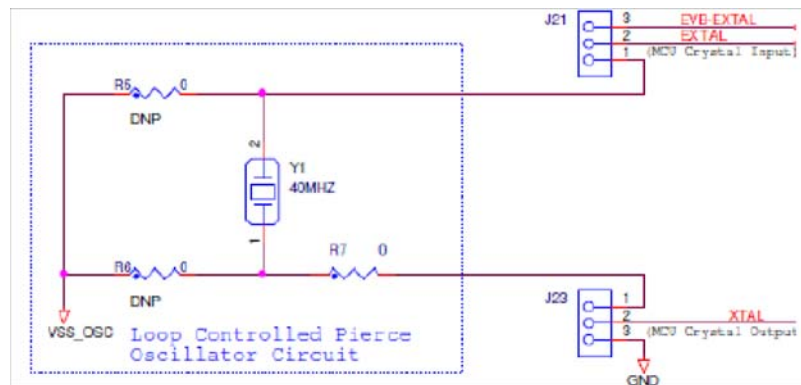 J21
3 EVB-EXTAL
2 EXTAL
1 (MCU Crystal Input)
R5 0
DNP
2
Y1
40MHZ
1
R7 0
R6 0
DNP
J23
1
2 XTAL
3 (MCU Crystal Output
VSS_OSC
Loop Controlled Pierce
Oscillator Circuit
GND